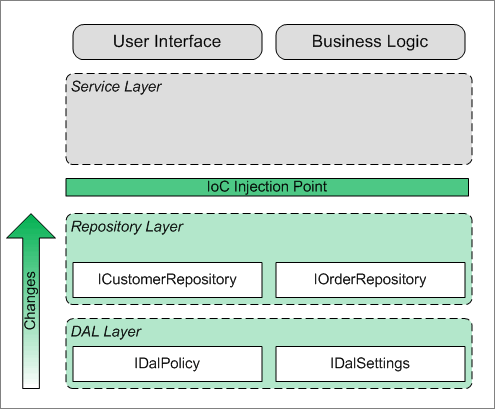 User Interface
Business Logic
Service Layer
IoC Injection Point
Repository Layer
ICustomerRepository
IOrderRepository
DAL Layer
IDalPolicy
IDalSettings
Changes